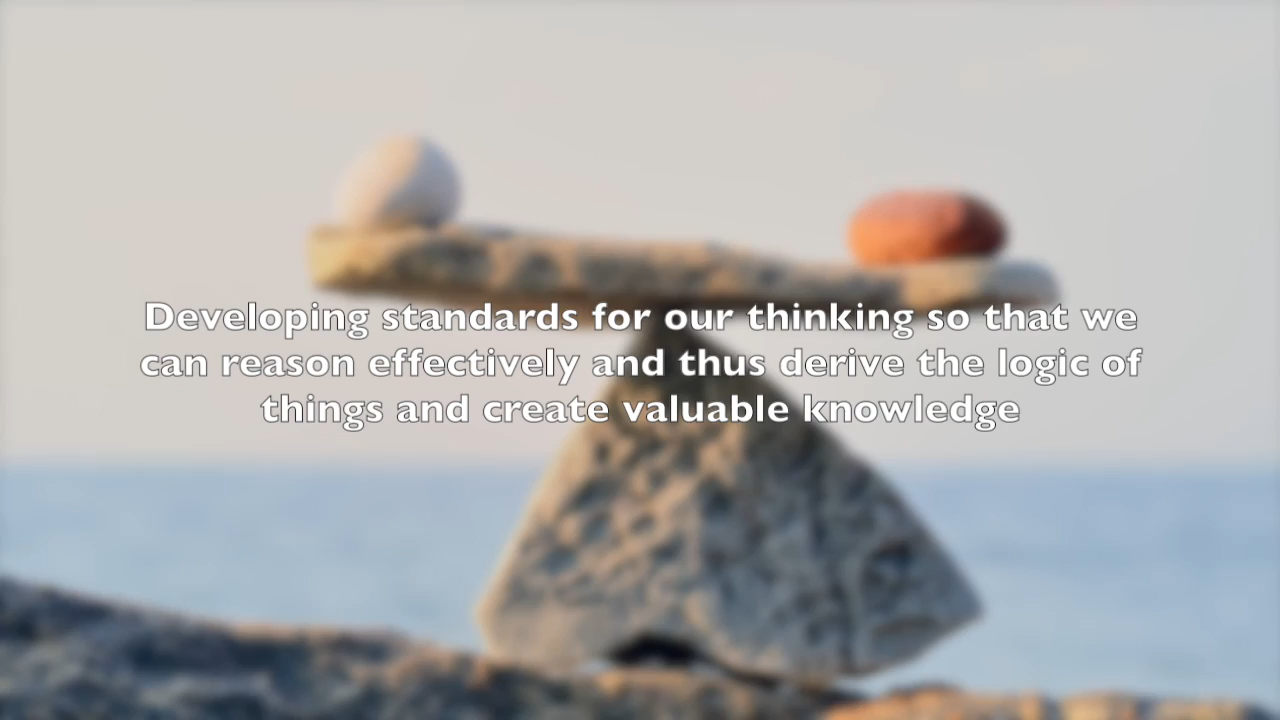 Developing standards for our thinking so that we
can reason effectively and thus derive the logic of
things and create valuable knowledge